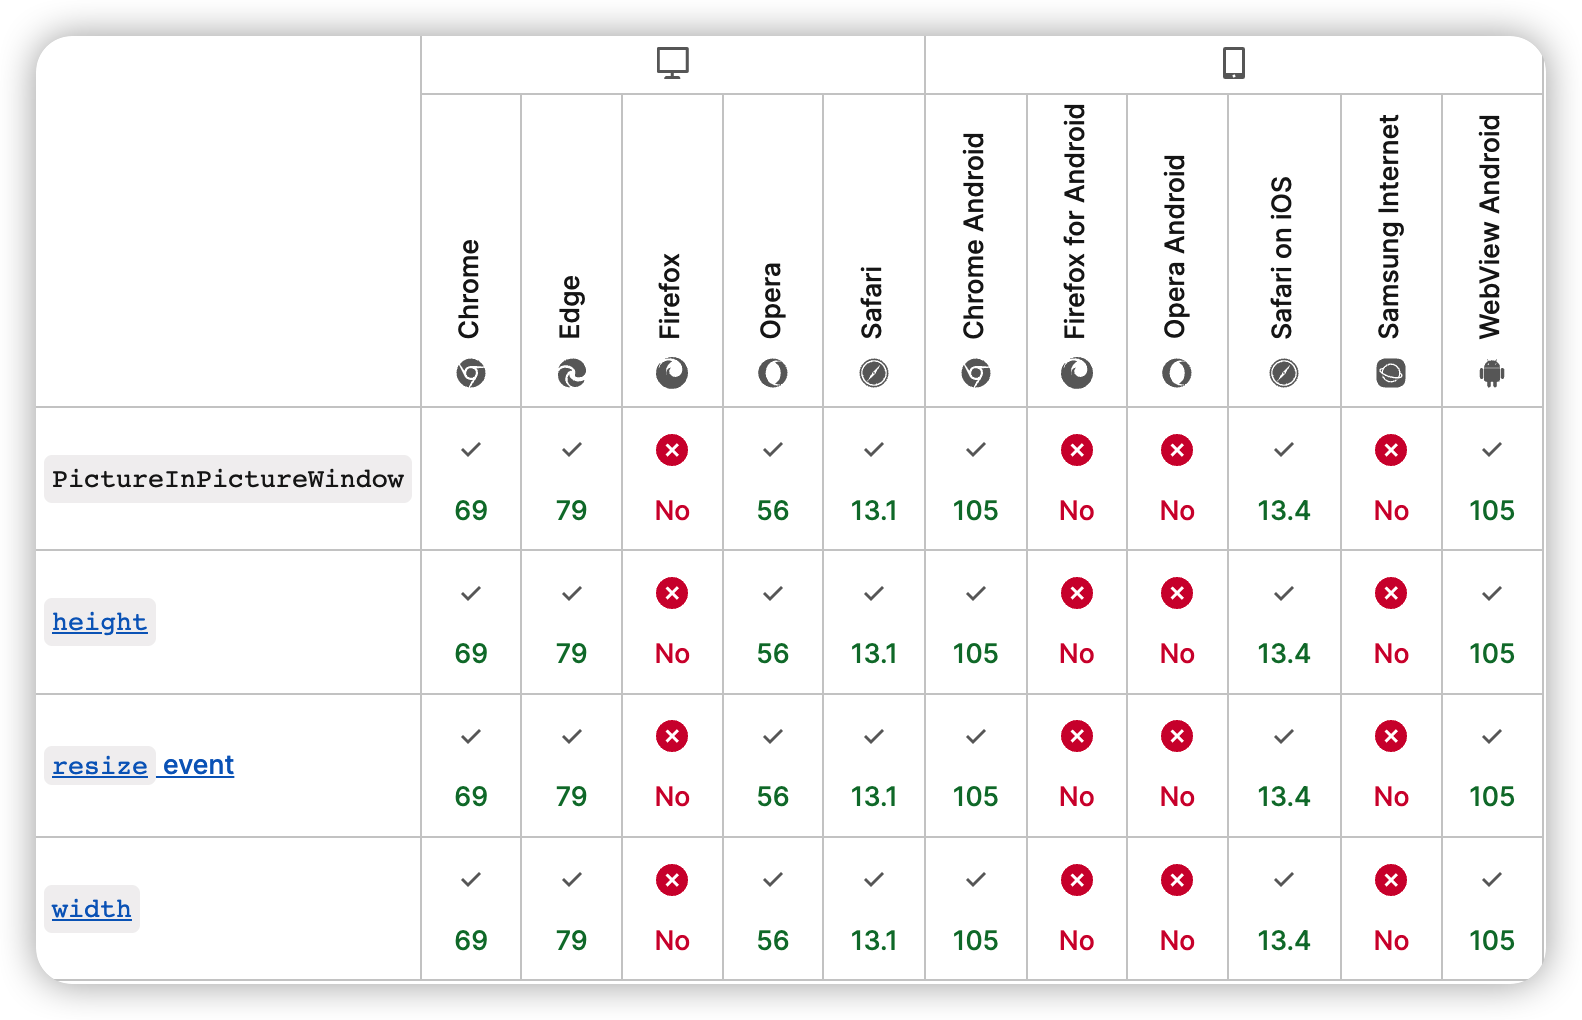 Chrome
Edge
Firefox
Opera
Safari
Chrome Android
Firefox for Android
Opera Android
Safari on iOS
Samsung Internet
WebView Android
PictureInPictureWindow
69 79 No 56 13.1 105 No No 13.4 No 105
height
69 79 No 56 13.1 105 No No 13.4 No 105
resize event
69 79 No 56 13.1 105 No No 13.4 No 105
width
69 79 No 56 13.1 105 No No 13.4 No 105